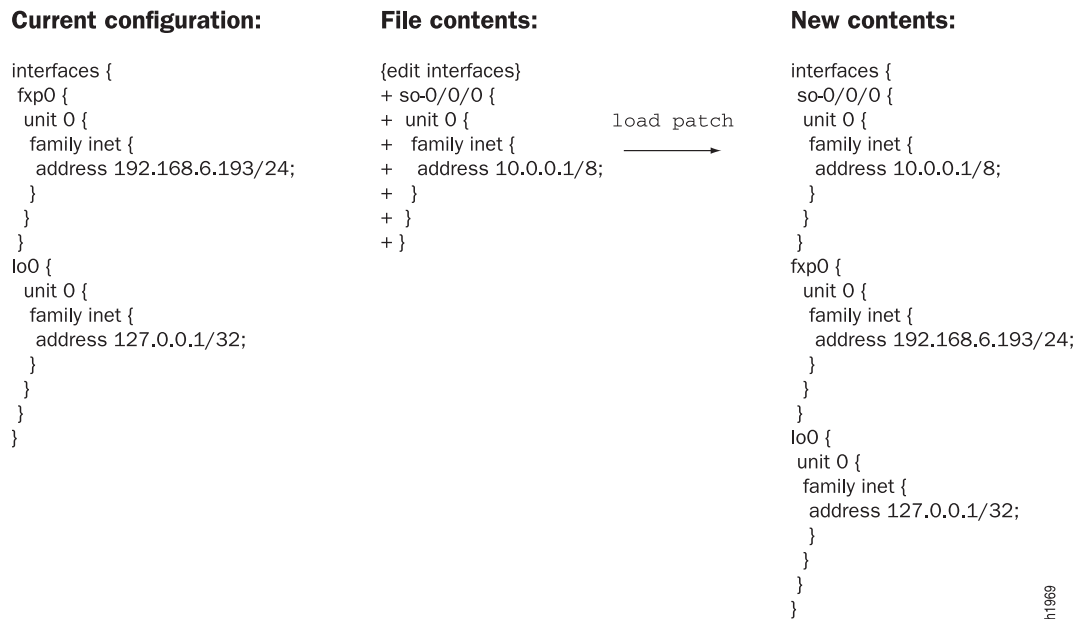 Current configuration:
interfaces {
fxp0 {
unit 0 {
family inet {
address 192.168.6.193/24;
}
}
}
lo0 {
unit 0 {
family inet {
address 127.0.0.1/32;
}
}
}
}
File contents:
{edit interfaces}
+ so-0/0/0 {
+ unit 0 {
+ family inet {
+ address 10.0.0.1/8;
+ }
+ }
+ }
load patch
New contents:
interfaces {
so-0/0/0 {
unit 0 {
family inet {
address 10.0.0.1/8;
}
}
}
fxp0 {
unit 0 {
family inet {
address 192.168.6.193/24;
}
}
}
lo0 {
unit 0 {
family inet {
address 127.0.0.1/32;
}
}
}
}
h1969